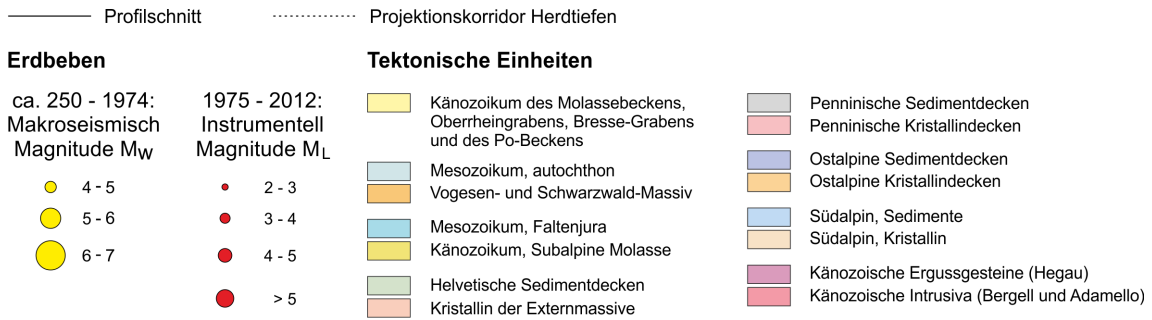 Profilschnitt
Projektionskorridor Herdtiefen
Erdbeben
ca. 250 - 1974:
Makroseismisch
Magnitude MW
4 - 5
5 - 6
6 - 7
1975 - 2012:
Instrumentell
Magnitude ML
2 - 3
3 - 4
4 - 5
> 5
Tektonische Einheiten
Känozoikum des Molassebeckens,
Oberrheingrabens, Bresse-Grabens
und des Po-Beckens
Mesozoikum, autochthon
Vogesen- und Schwarzwald-Massiv
Mesozoikum, Faltenjura
Känozoikum, Subalpine Molasse
Helvetische Sedimentdecken
Kristallin der Externmassive
Penninische Sedimentdecken
Penninische Kristallindecken
Ostalpine Sedimentdecken
Ostalpine Kristallindecken
Südalpin, Sedimente
Südalpin, Kristallin
Känozoische Ergussgesteine (Hegau)
Känozoische Intrusiva (Bergell und Adamello)